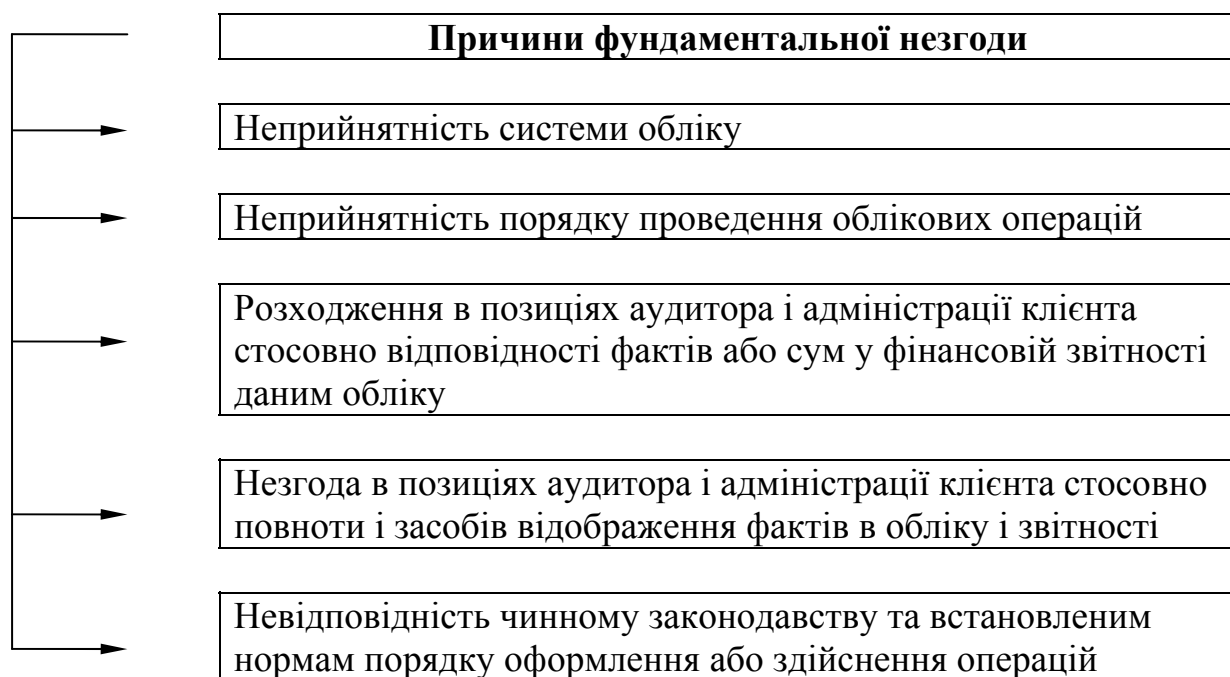 Причини фундаментальної незгоди
Неприйнятність системи обліку
Неприйнятність порядку проведення облікових операцій
Розходження в позиціях аудитора і адміністрації клієнта
стосовно відповідності фактів або сум у фінансовій звітності
даним обліку
Незгода в позиціях аудитора і адміністрації клієнта стосовно
повноти і засобів відображення фактів в обліку і звітності
Невідповідність чинному законодавству та встановленим
нормам порядку оформлення або здійснення операцій